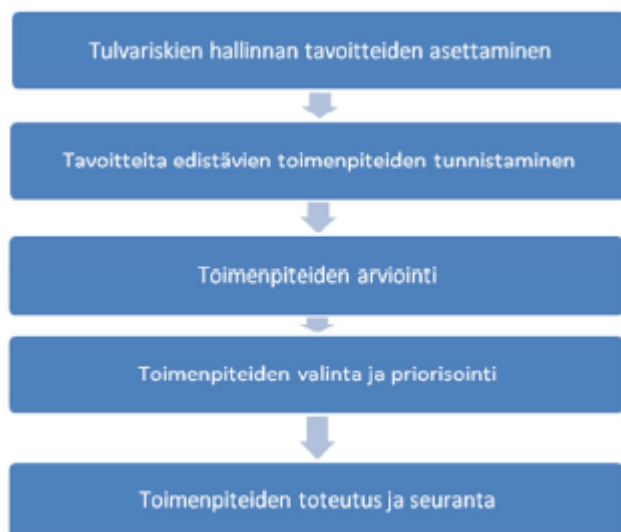 Tulvariskien hallinnan tavoitteiden asettaminen
Tavoitteita edistävien toimenpiteiden tunnistaminen
Toimenpiteiden arviointi
Toimenpiteiden valinta ja priorisointi
Toimenpiteiden toteutus ja seuranta